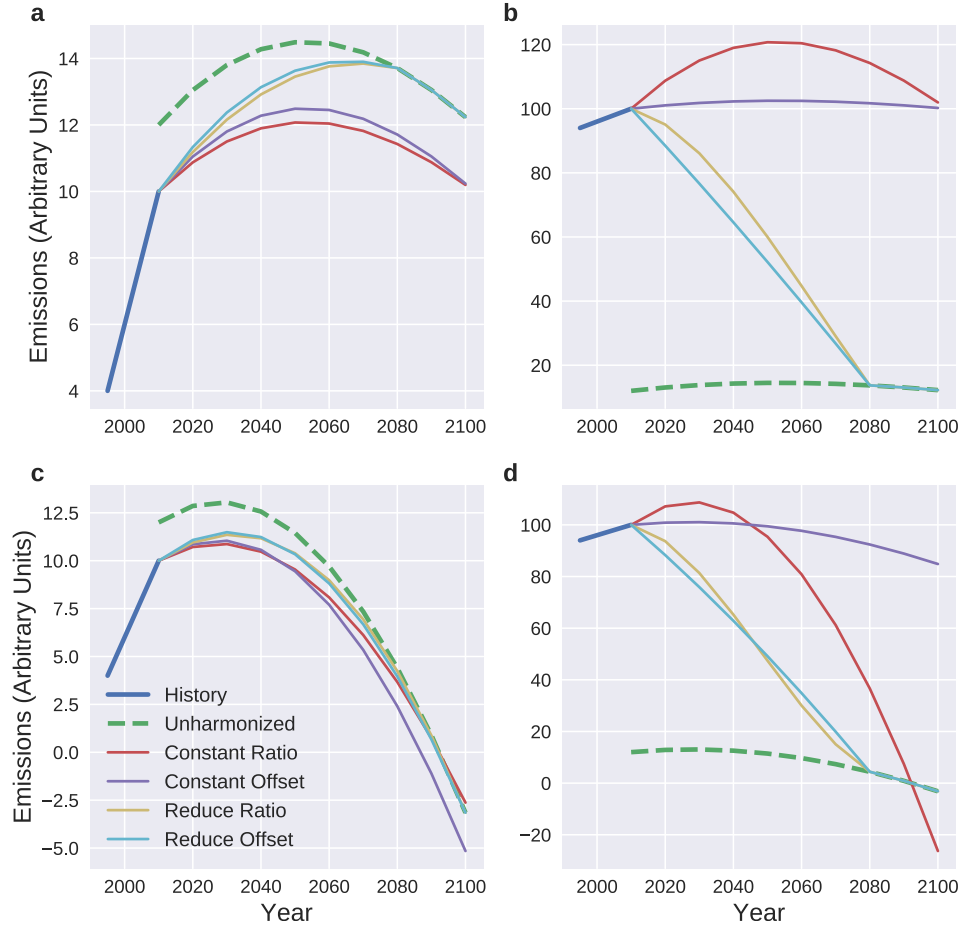 a
b
Emissions (Arbitrary Units)
14
12
10
8
6
4
2000 2020 2040 2060 2080 2100
120
100
80
60
40
20
2000 2020 2040 2060 2080 2100
c
d
Emissions (Arbitrary Units)
12.5
10.0
7.5
5.0
2.5
0.0
−2.5
−5.0
History
Unharmonized
Constant Ratio
Constant Offset
Reduce Ratio
Reduce Offset
2000 2020 2040 2060 2080 2100
Year
100
80
60
40
20
0
−20
2000 2020 2040 2060 2080 2100
Year